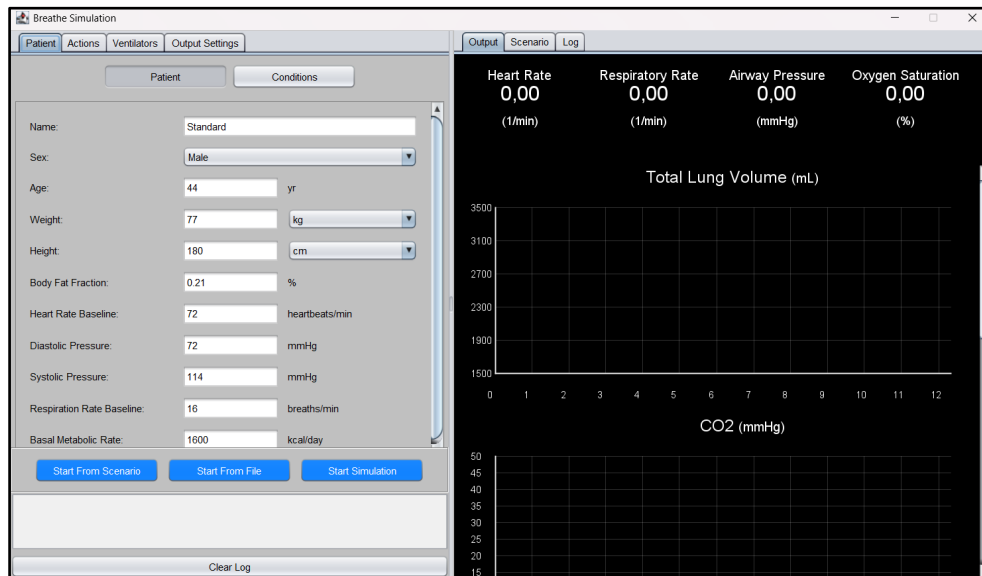 Breathe Simulation
Patient Actions Ventilators Output Settings
Patient Conditions
Name: Standard
Sex: Male
Age: 44 yr
Weight: 77 kg
Height: 180 cm
Body Fat Fraction: 0.21 %
Heart Rate Baseline: 72 heartbeats/min
Diastolic Pressure: 72 mmHg
Systolic Pressure: 114 mmHg
Respiration Rate Baseline: 16 breaths/min
Basal Metabolic Rate: 1600 kcal/day
Start From Scenario Start From File Start Simulation
Clear Log
Output Scenario Log
Heart Rate Respiratory Rate Airway Pressure Oxygen Saturation
0,00 0,00 0,00 0,00
(1/min) (1/min) (mmHg) (%)
Total Lung Volume (mL)
3500
3100
2700
2300
1900
1500
0 1 2 3 4 5 6 7 8 9 10 11 12
CO2 (mmHg)
50
45
40
35
30
25
20
15